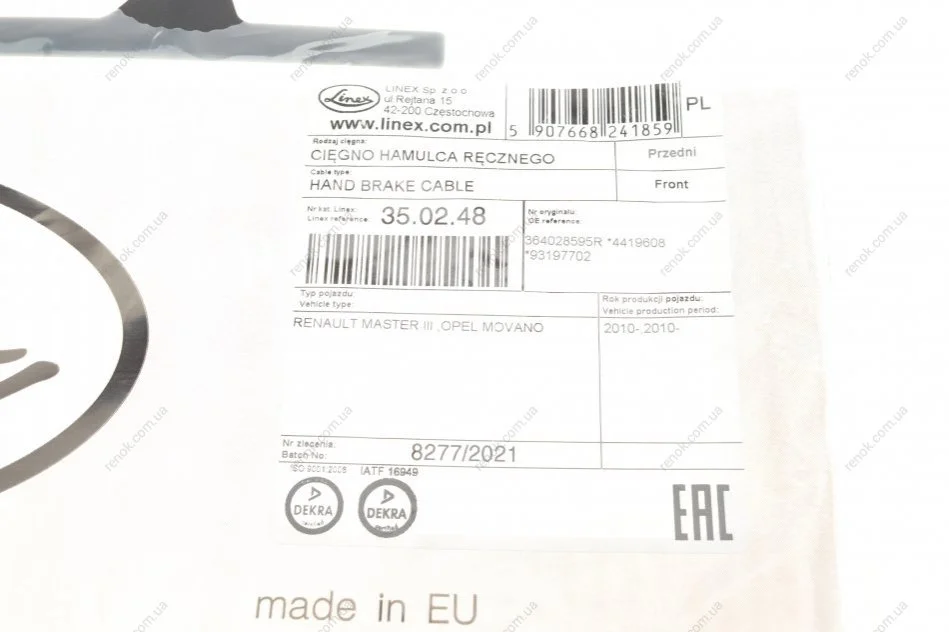 Linex
LINEX Sp. z o.o.
ul.Rejtana 15
42-200 Częstochowa
www.linex.com.pl
5 907668 241859
PL
Rodzaj cięgna:
CIĘGNO HAMULCA RĘCZNEGO
Przedni
Cable type:
HAND BRAKE CABLE
Front
Nr kat. Linex:
Linex reference:
35.02.48
Nr oryginału:
OE reference:
364028595R *4419608
*93197702
Typ pojazdu:
Vehicle type:
Rok produkcji pojazdu:
Vehicle production period:
RENAULT MASTER III ,OPEL MOVANO
2010-,2010-
Nr zlecenia:
Batch No:
8277/2021
ISO 9001:2008 IATF 16949
DEKRA
DEKRA
EAC
made in EU
renok.com.ua